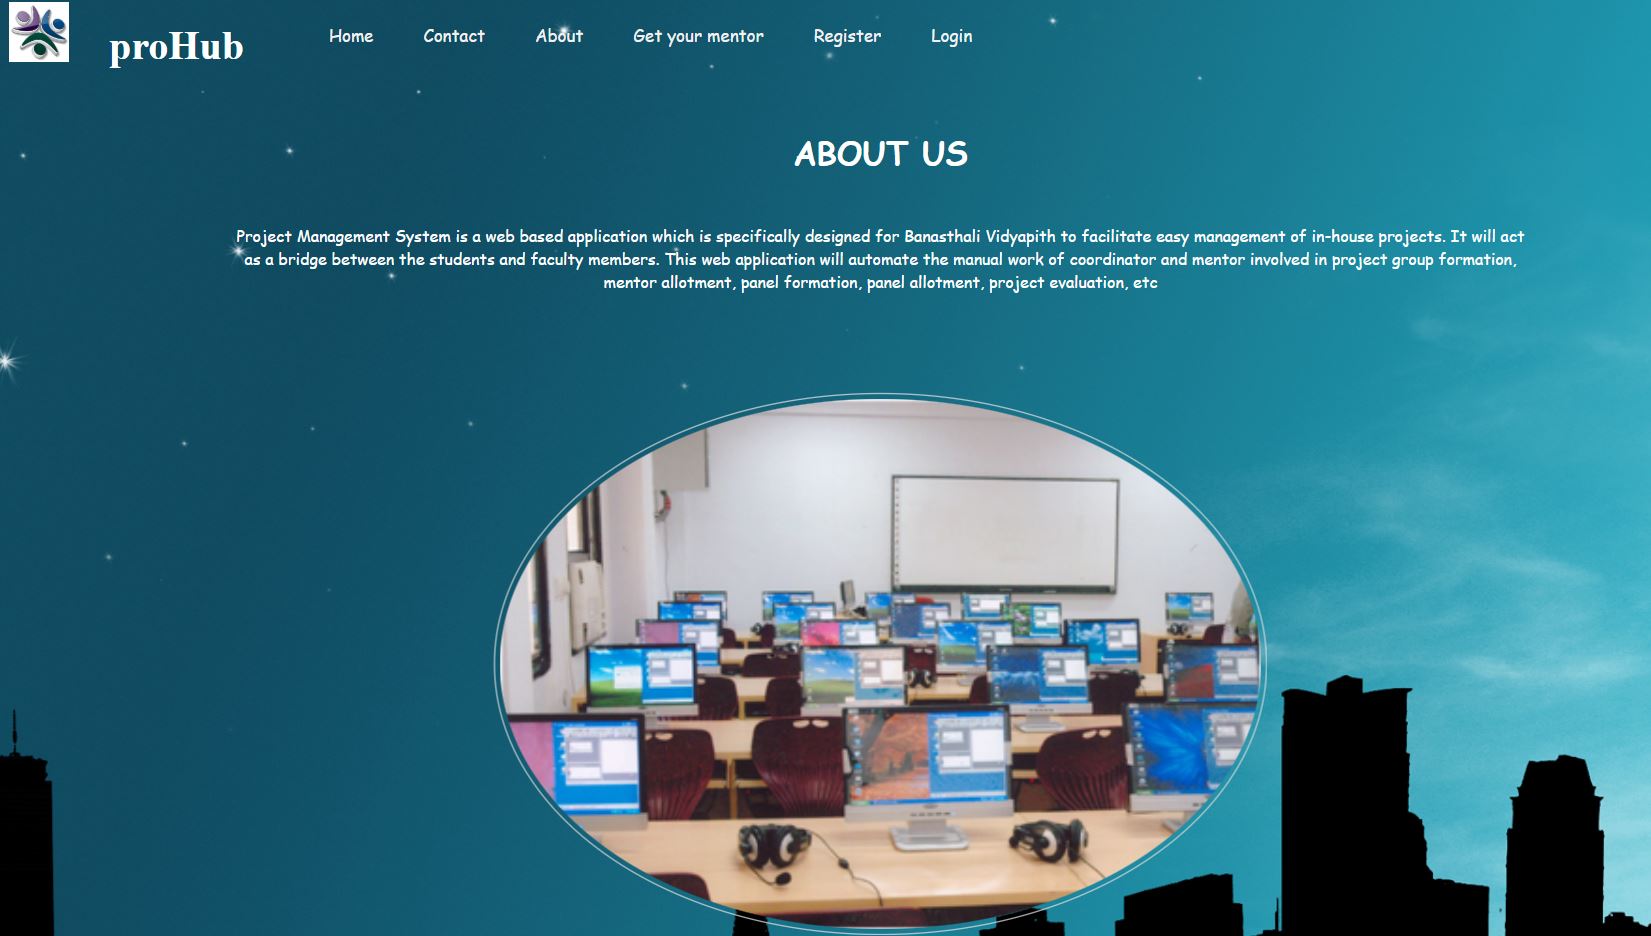 proHub
Home Contact About Get your mentor Register Login
ABOUT US
Project Management System is a web based application which is specifically designed for Banasthali Vidyapith to facilitate easy management of in-house projects. It will act
as a bridge between the students and faculty members. This web application will automate the manual work of coordinator and mentor involved in project group formation,
mentor allotment, panel formation, panel allotment, project evaluation, etc